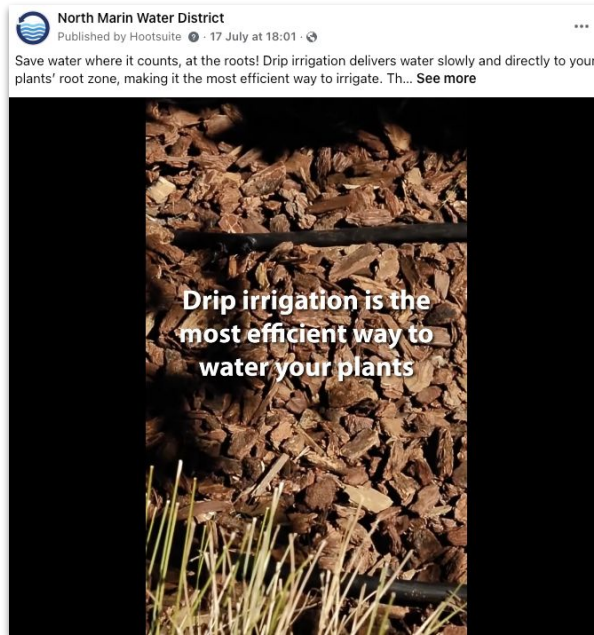 North Marin Water District
Published by Hootsuite · 17 July at 18:01 ·
Save water where it counts, at the roots! Drip irrigation delivers water slowly and directly to your
plants' root zone, making it the most efficient way to irrigate. Th... See more
Drip irrigation is the
most efficient way to
water your plants